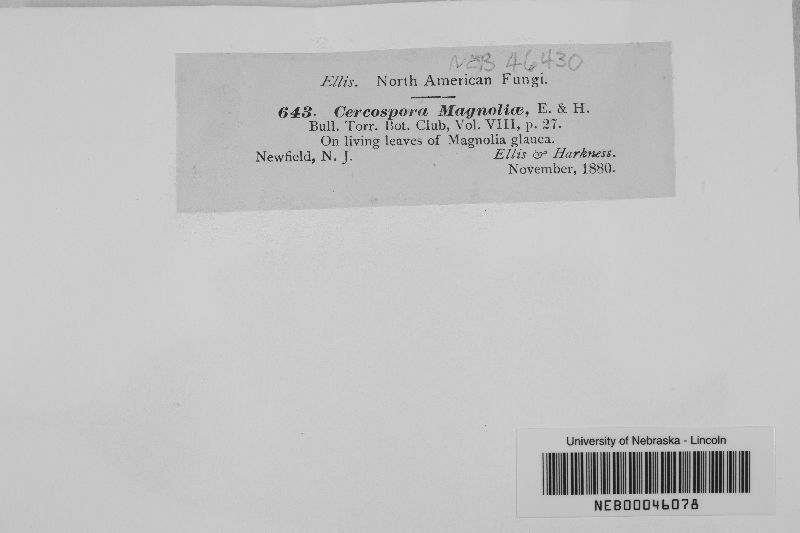 NEB 46430
Ellis. North American Fungi.
643. Cercospora Magnoliæ, E. & H.
Bull. Torr. Bot. Club, Vol. VIII, p. 27.
On living leaves of Magnolia glauca.
Newfield, N. J. Ellis & Harkness.
November, 1880.
University of Nebraska - Lincoln
NEB00046078